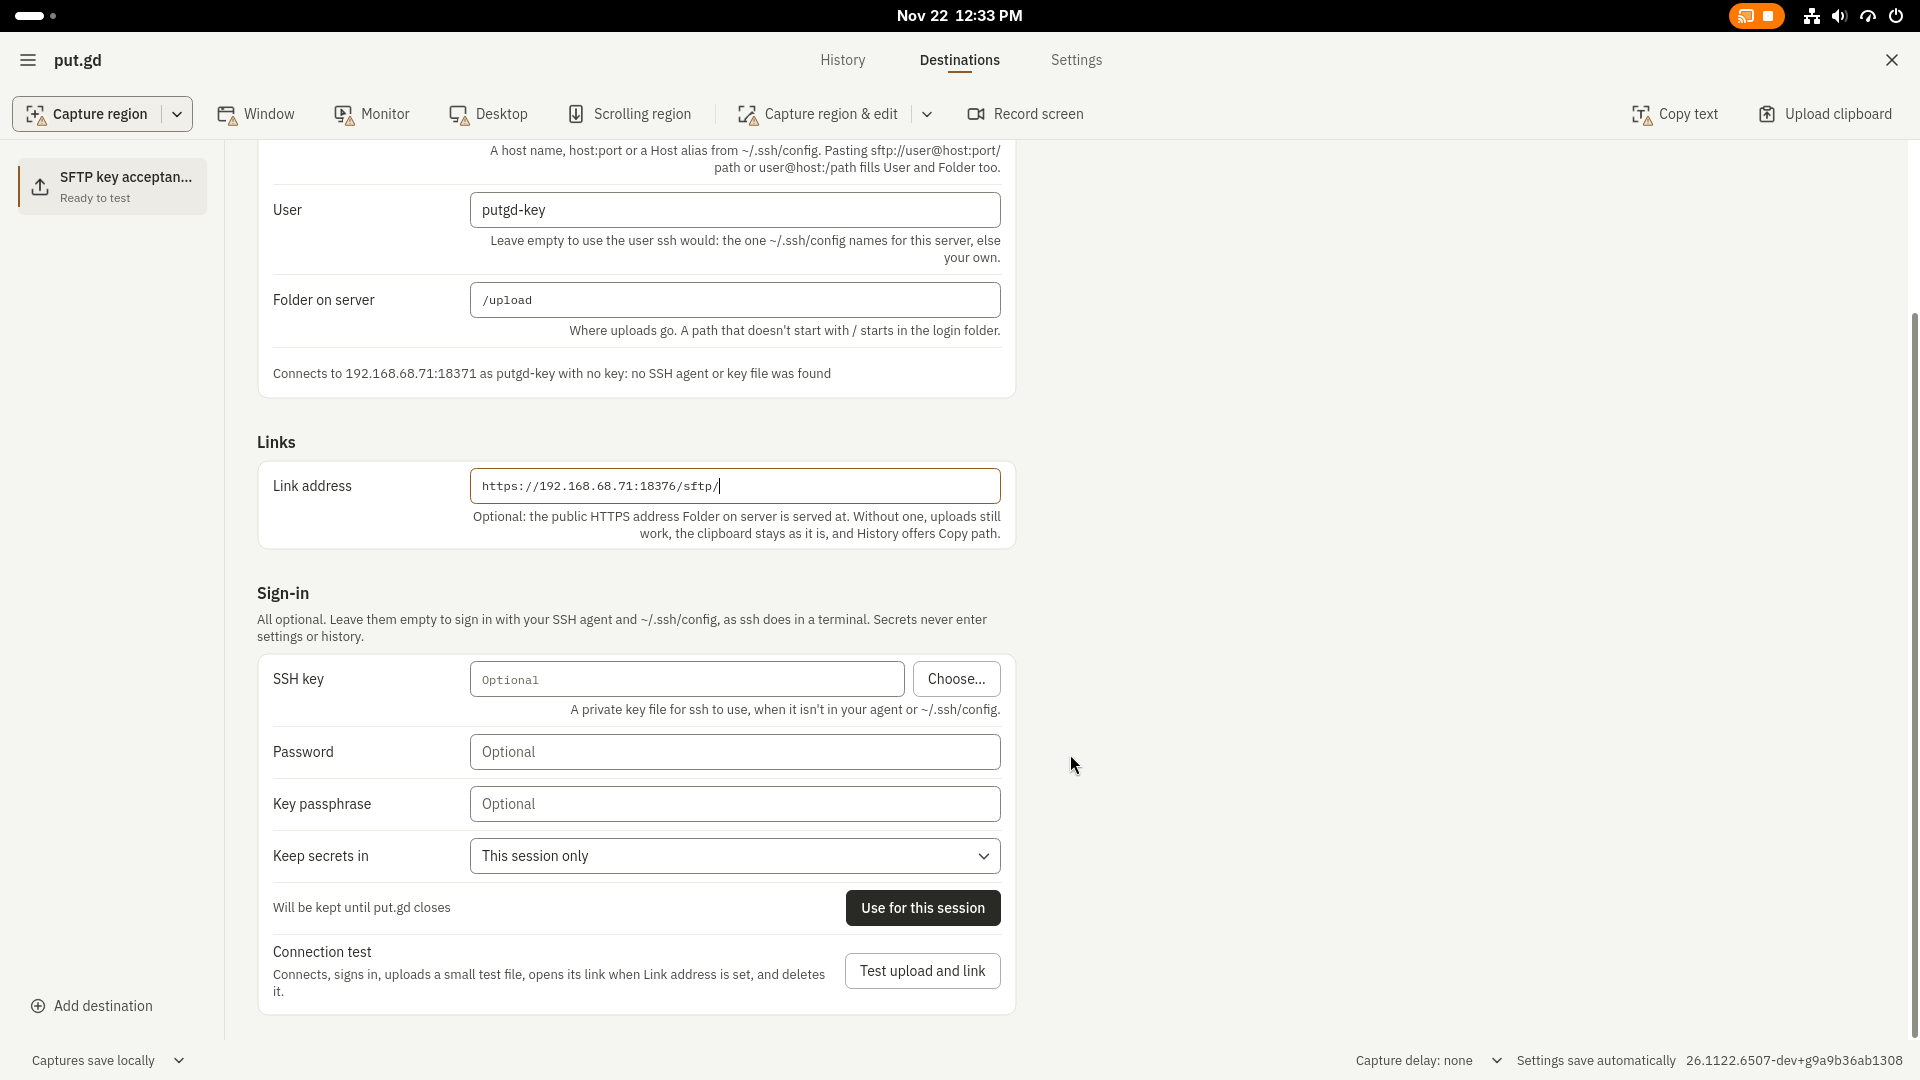 Nov 22 12:33 PM
put.gd
History
Destinations
Settings
Capture region
Window
Monitor
Desktop
Scrolling region
Capture region & edit
Record screen
Copy text
Upload clipboard
SFTP key acceptan...
Ready to test
A host name, host:port or a Host alias from ~/.ssh/config. Pasting sftp://user@host:port/
path or user@host:/path fills User and Folder too.
User
putgd-key
Leave empty to use the user ssh would: the one ~/.ssh/config names for this server, else
your own.
Folder on server
/upload
Where uploads go. A path that doesn't start with / starts in the login folder.
Connects to 192.168.68.71:18371 as putgd-key with no key: no SSH agent or key file was found
Links
Link address
https://192.168.68.71:18376/sftp/
Optional: the public HTTPS address Folder on server is served at. Without one, uploads still
work, the clipboard stays as it is, and History offers Copy path.
Sign-in
All optional. Leave them empty to sign in with your SSH agent and ~/.ssh/config, as ssh does in a terminal. Secrets never enter
settings or history.
SSH key
Optional
Choose...
A private key file for ssh to use, when it isn't in your agent or ~/.ssh/config.
Password
Optional
Key passphrase
Optional
Keep secrets in
This session only
Will be kept until put.gd closes
Use for this session
Connection test
Connects, signs in, uploads a small test file, opens its link when Link address is set, and deletes
it.
Test upload and link
Add destination
Captures save locally
Capture delay: none
Settings save automatically
26.1122.6507-dev+g9a9b36ab1308